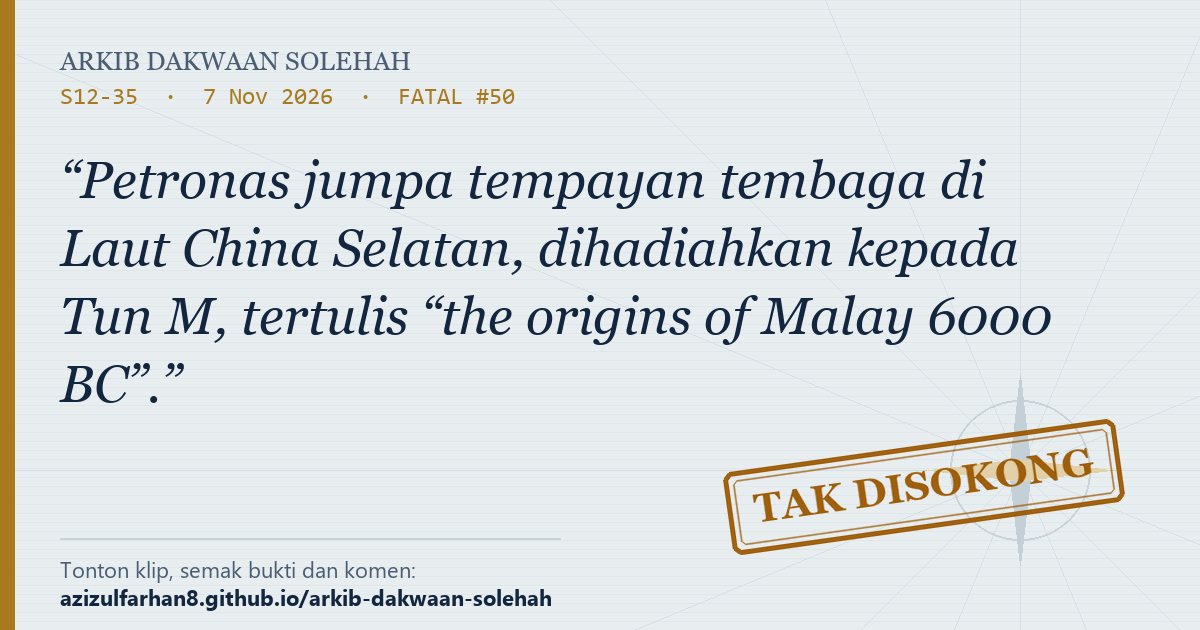 ARKIB DAKWAAN SOLEHAH
S12-35 · 7 Nov 2026 · FATAL #50
“Petronas jumpa tempayan tembaga di
Laut China Selatan, dihadiahkan kepada
Tun M, tertulis “the origins of Malay 6000
BC”.”
TAK DISOKONG
Tonton klip, semak bukti dan komen:
azizulfarhan8.github.io/arkib-dakwaan-solehah